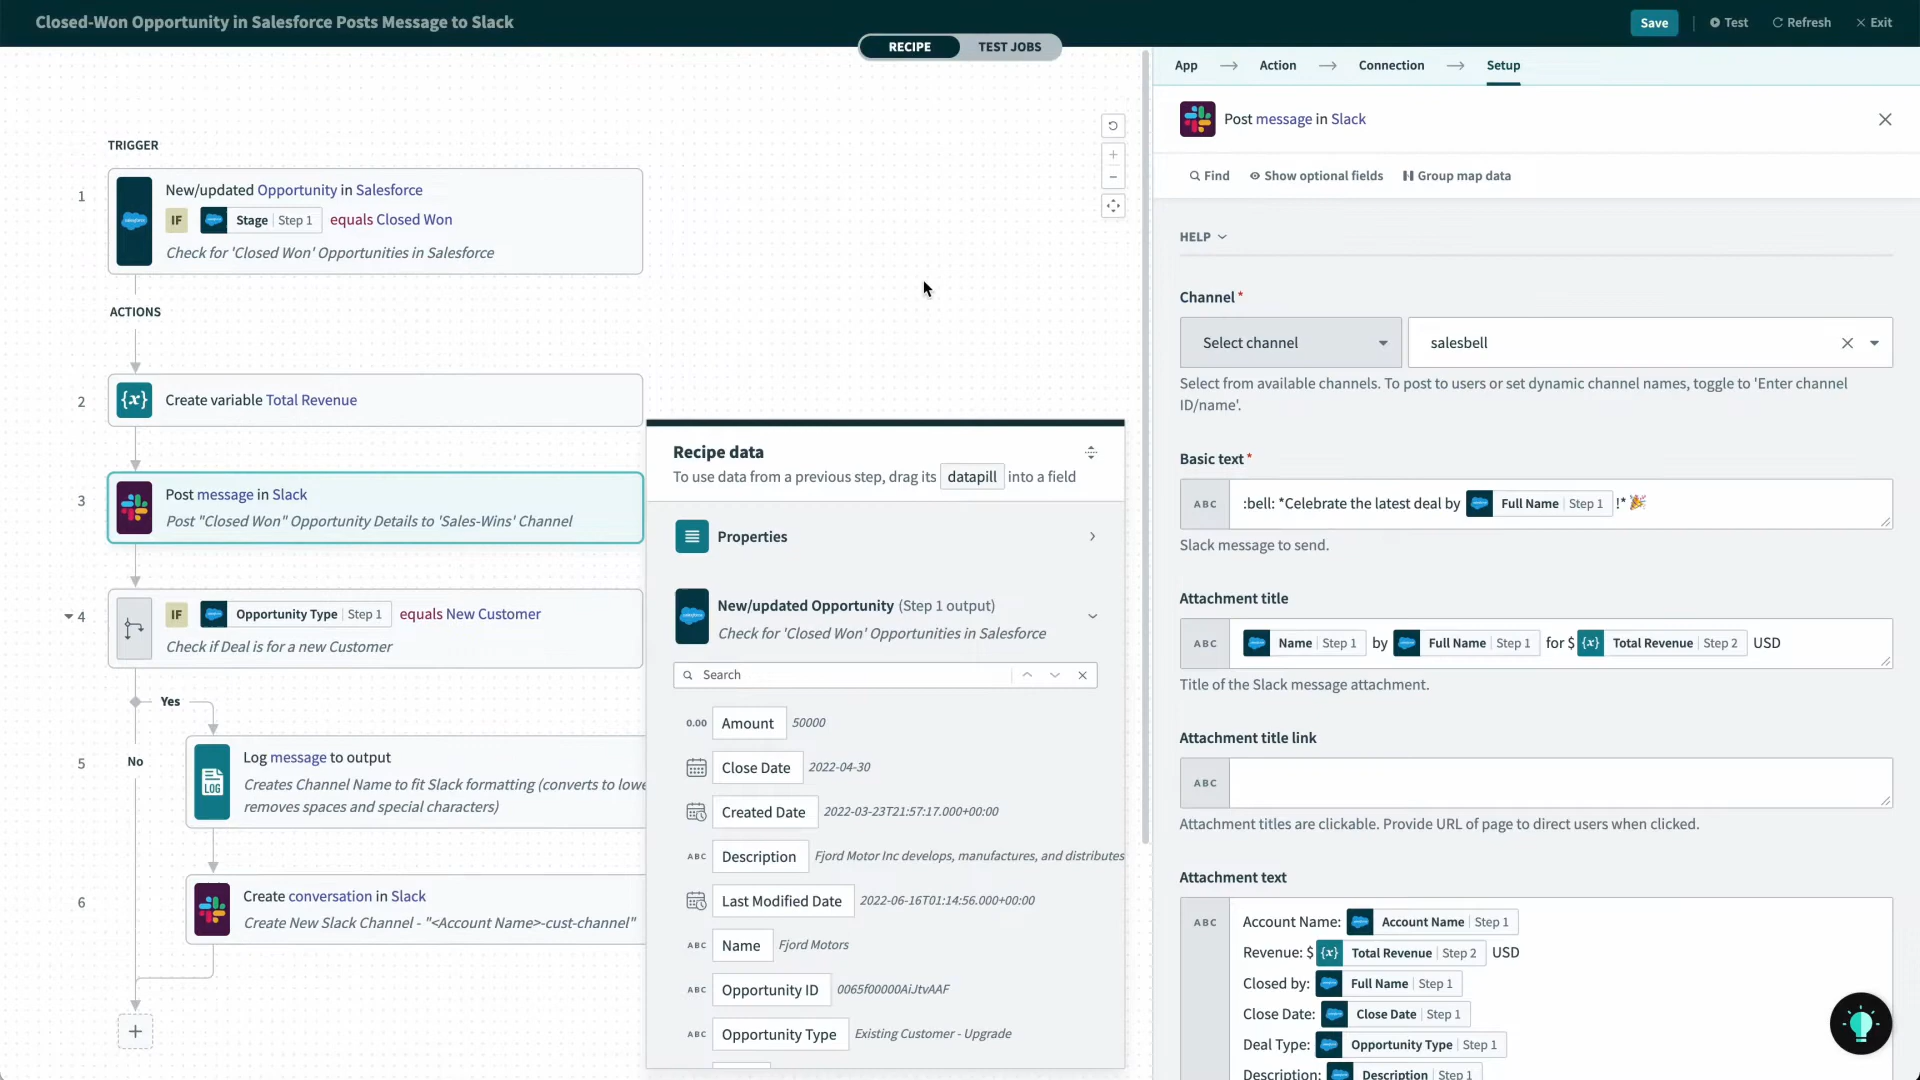 Closed-Won Opportunity in Salesforce Posts Message to Slack
Save
Test
Refresh
Exit
RECIPE
TEST JOBS
TRIGGER
1
New/updated Opportunity in Salesforce
IF Stage Step 1 equals Closed Won
Check for 'Closed Won' Opportunities in Salesforce
ACTIONS
2
{x} Create variable Total Revenue
3
Post message in Slack
Post "Closed Won" Opportunity Details to 'Sales-Wins' Channel
4
IF Opportunity Type Step 1 equals New Customer
Check if Deal is for a new Customer
Yes
No
5
LOG
Log message to output
Creates Channel Name to fit Slack formatting (converts to lowe
removes spaces and special characters)
6
Create conversation in Slack
Create New Slack Channel - "<Account Name>-cust-channel"
+
Recipe data
To use data from a previous step, drag its datapill into a field
Properties
New/updated Opportunity (Step 1 output)
Check for 'Closed Won' Opportunities in Salesforce
Search
0.00 Amount 50000
Close Date 2022-04-30
Created Date 2022-03-23T21:57:17.000+00:00
ABC Description Fjord Motor Inc develops, manufactures, and distributes
Last Modified Date 2022-06-16T01:14:56.000+00:00
ABC Name Fjord Motors
ABC Opportunity ID 0065f00000AiJtvAAF
ABC Opportunity Type Existing Customer - Upgrade
App
Action
Connection
Setup
Post message in Slack
Find
Show optional fields
Group map data
HELP
Channel *
Select channel
salesbell
Select from available channels. To post to users or set dynamic channel names, toggle to 'Enter channel
ID/name'.
Basic text *
ABC :bell: *Celebrate the latest deal by Full Name Step 1 !* 🎉
Slack message to send.
Attachment title
ABC Name Step 1 by Full Name Step 1 for $ {x} Total Revenue Step 2 USD
Title of the Slack message attachment.
Attachment title link
ABC
Attachment titles are clickable. Provide URL of page to direct users when clicked.
Attachment text
ABC Account Name: Account Name Step 1
Revenue: $ {x} Total Revenue Step 2 USD
Closed by: Full Name Step 1
Close Date: Close Date Step 1
Deal Type: Opportunity Type Step 1
Description: Description Step 1